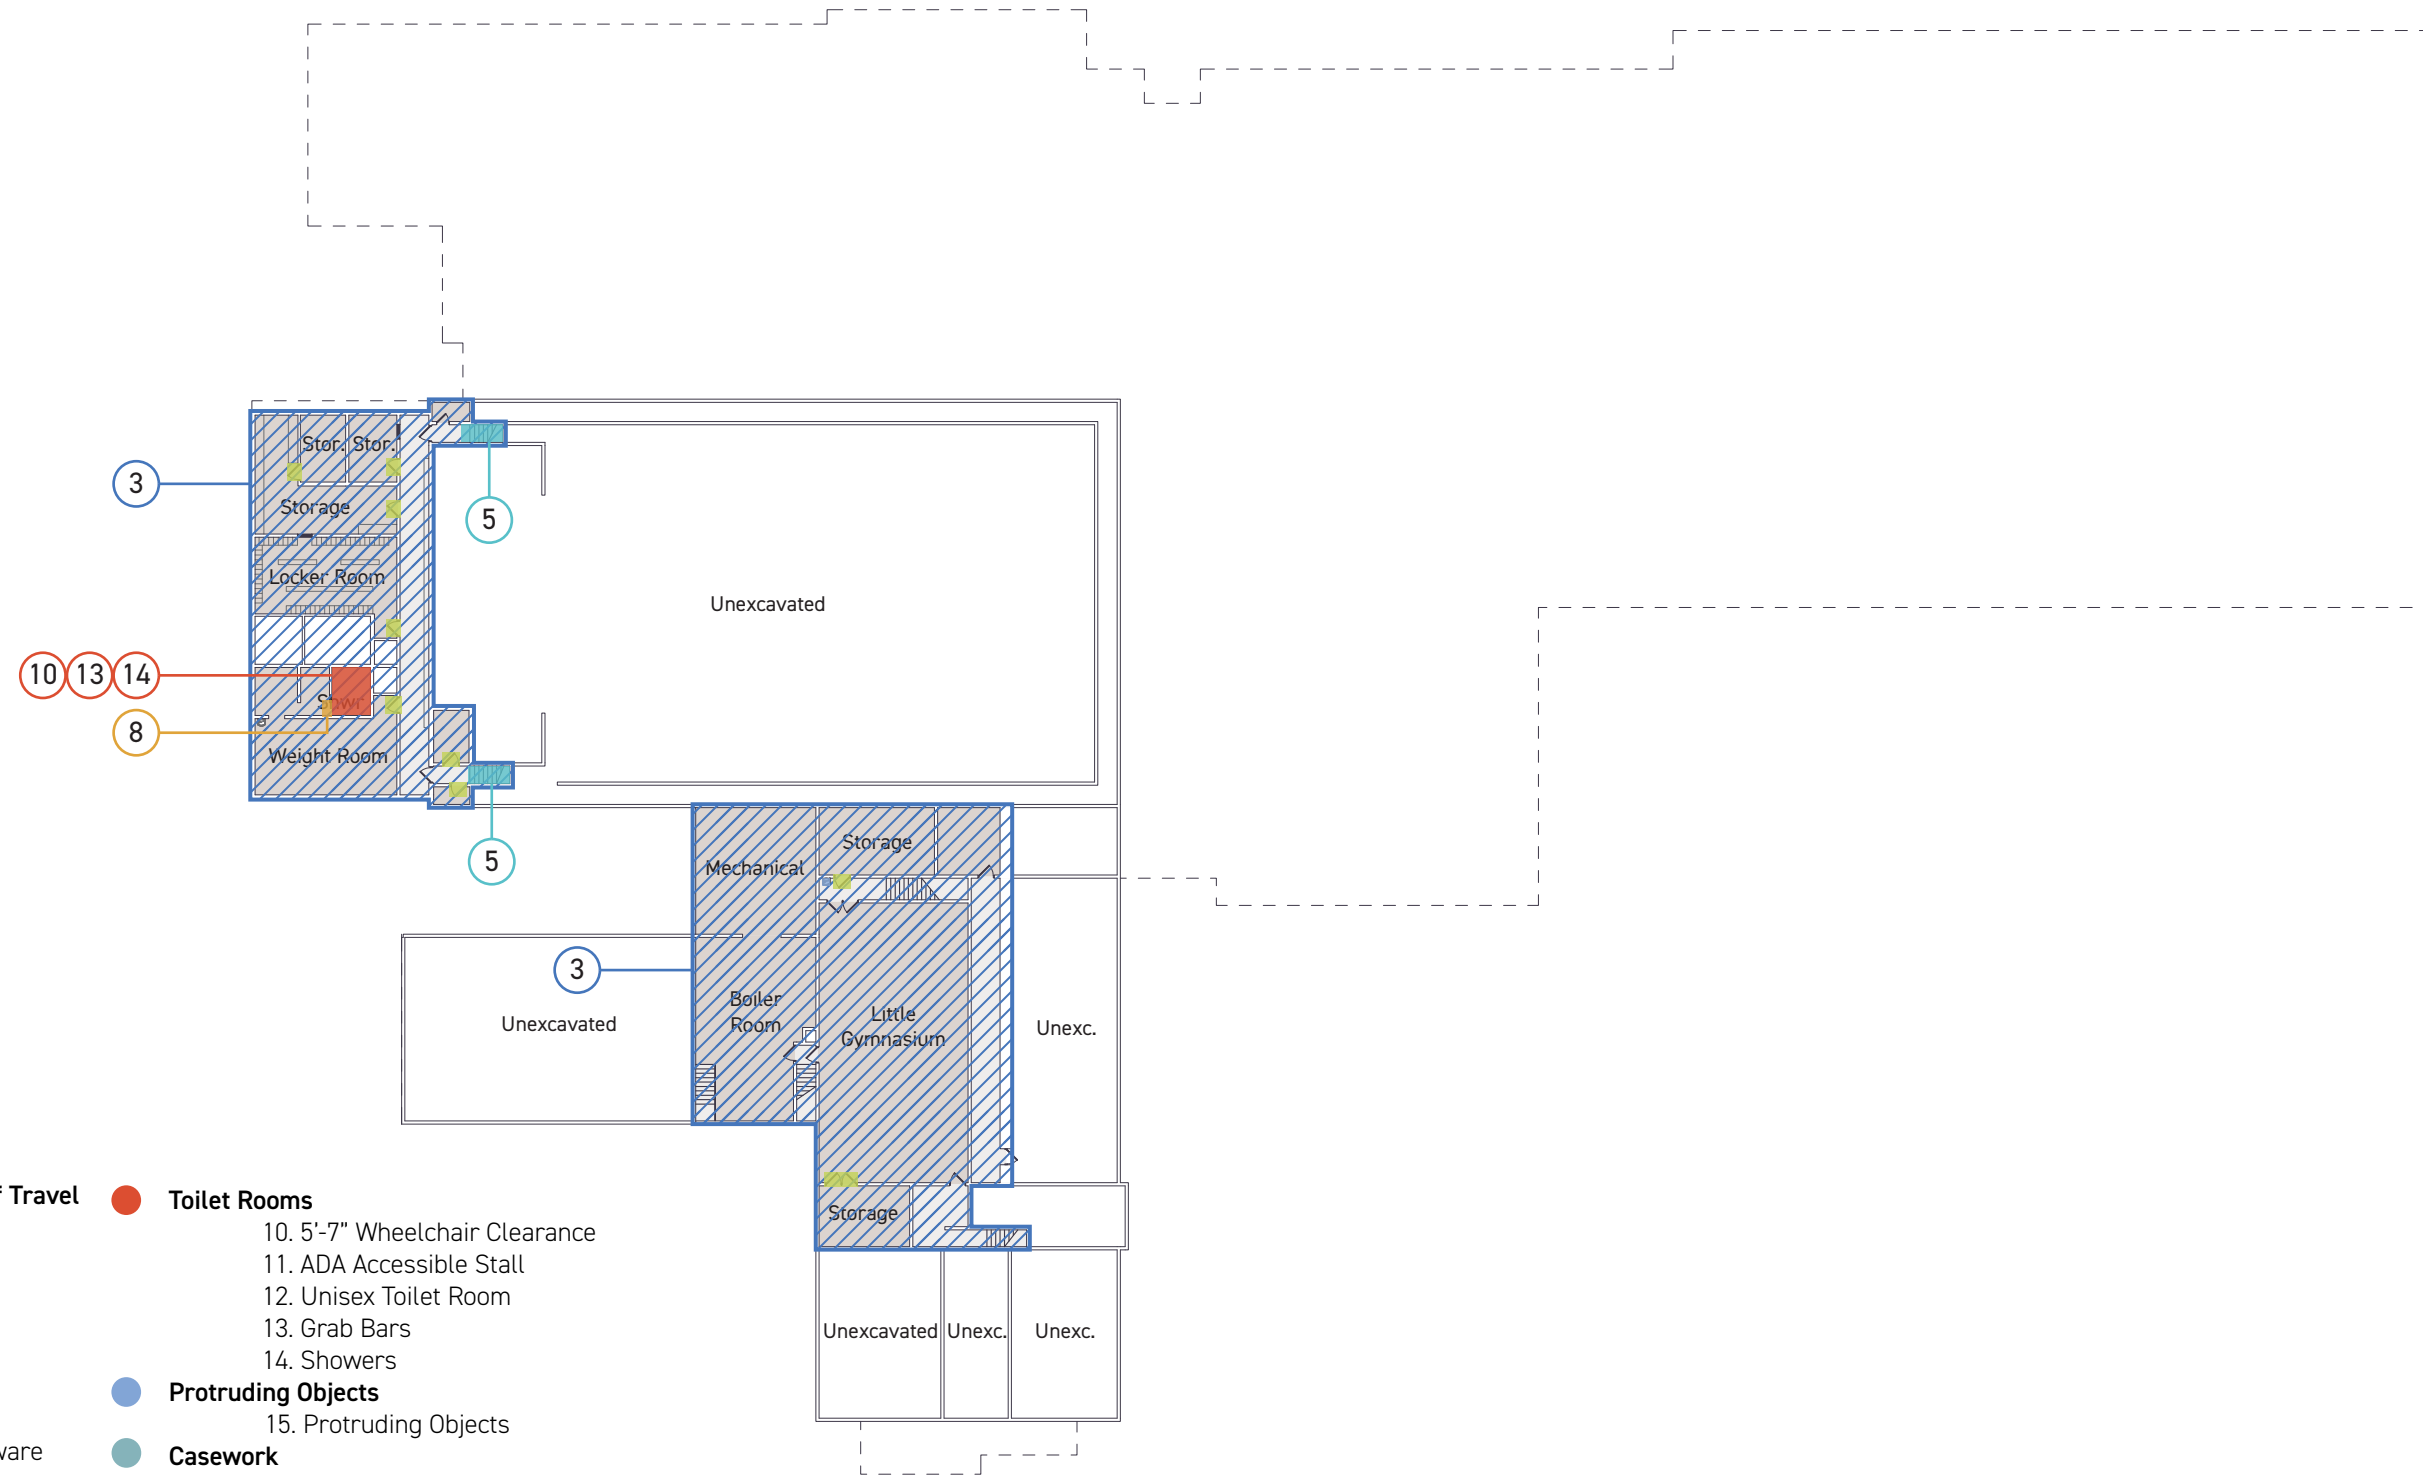 Stor. Stor.
3
Storage
5
Locker Room
Unexcavated
10 13 14
Shwr
8
Weight Room
5
Storage
Mechanical
3
Boiler
Room
Little
Gymnasium
Unexcavated
Unexc.
Storage
Unexcavated
Unexc.
Unexc.
f Travel
Toilet Rooms
10. 5'-7" Wheelchair Clearance
11. ADA Accessible Stall
12. Unisex Toilet Room
13. Grab Bars
14. Showers
Protruding Objects
15. Protruding Objects
ware
Casework